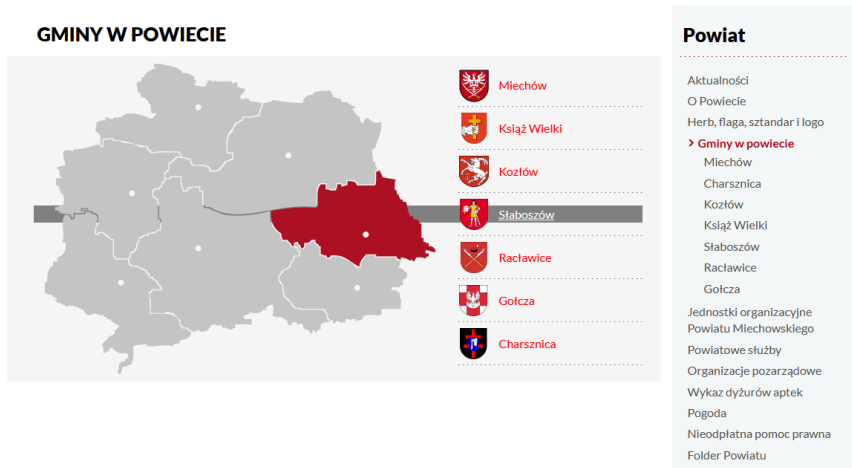 GMINY W POWIECIE
Miechów
Książ Wielki
Kozłów
Słaboszów
Racławice
Gołcza
Charsznica
Powiat
Aktualności
O Powiecie
Herb, flaga, sztandar i logo
Gminy w powiecie
Miechów
Charsznica
Kozłów
Książ Wielki
Słaboszów
Racławice
Gołcza
Jednostki organizacyjne
Powiatu Miechowskiego
Powiatowe służby
Organizacje pozarządowe
Wykaz dyżurów aptek
Pogoda
Nieodpłatna pomoc prawna
Folder Powiatu